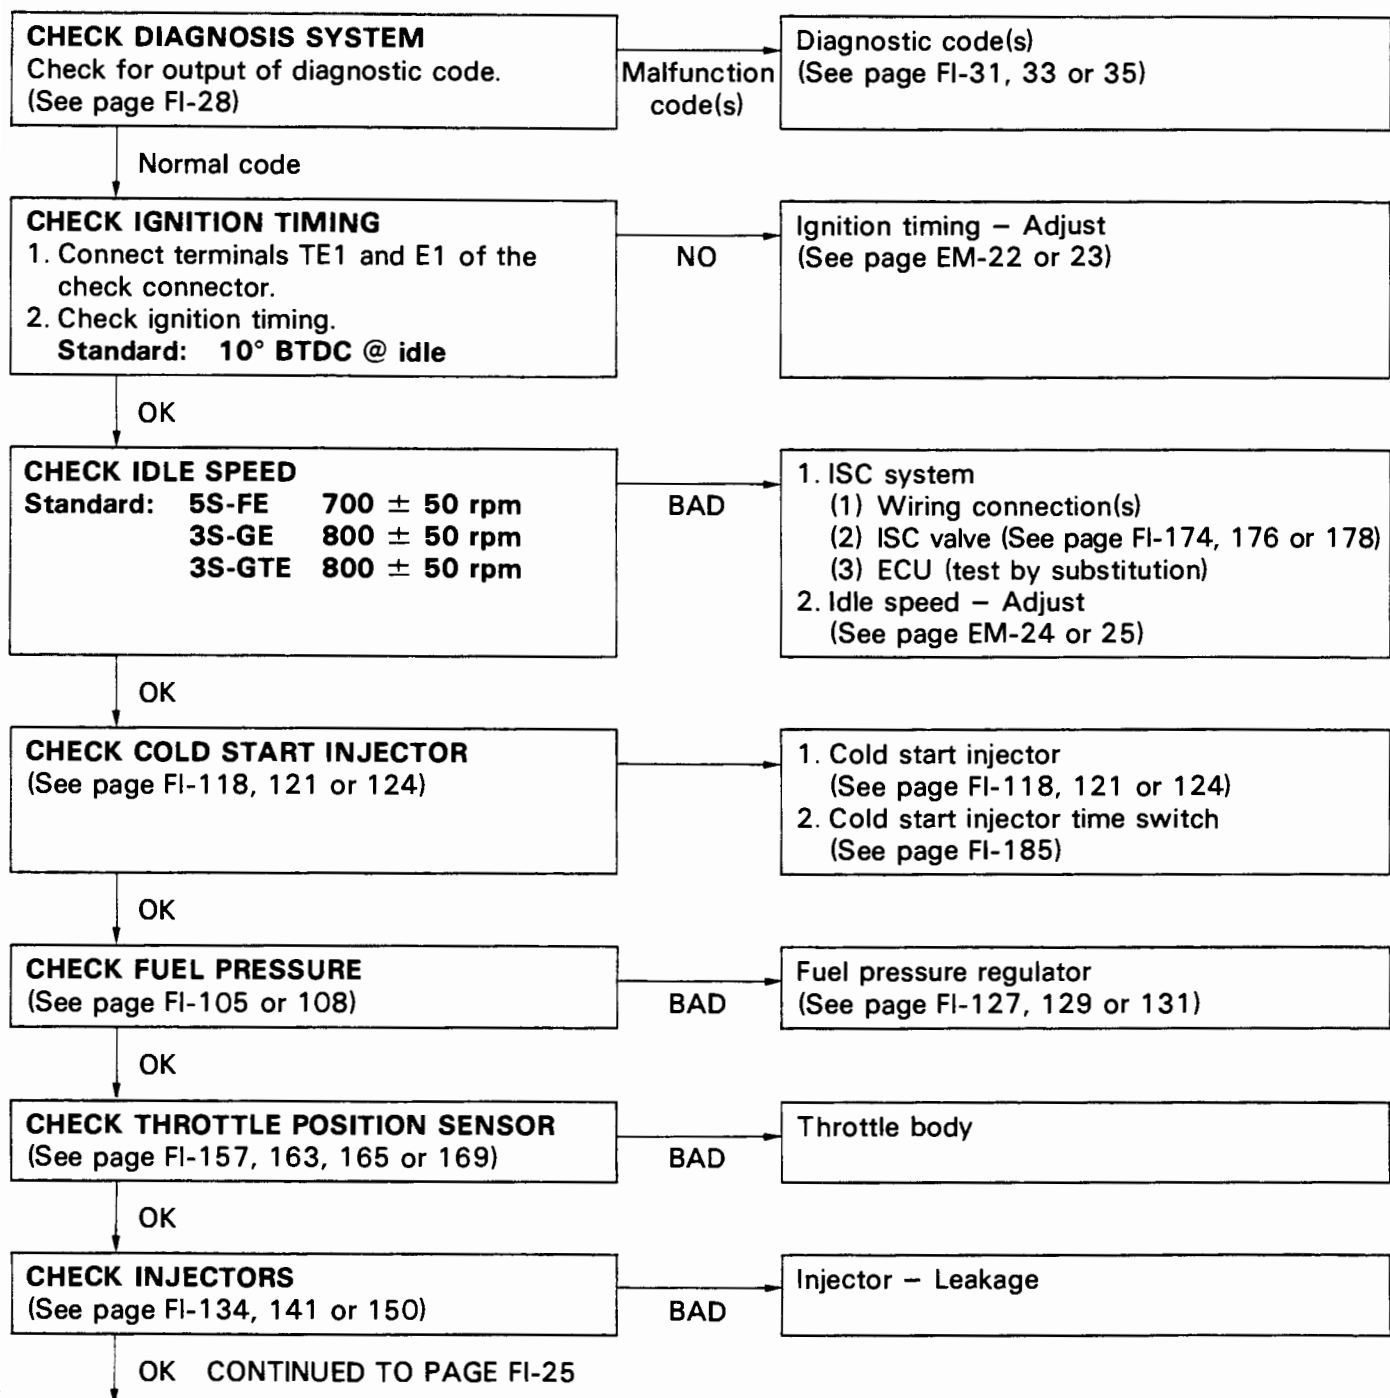 CHECK DIAGNOSIS SYSTEM
Check for output of diagnostic code.
(See page FI-28)
Malfunction
code(s)
Diagnostic code(s)
(See page FI-31, 33 or 35)
Normal code
CHECK IGNITION TIMING
1. Connect terminals TE1 and E1 of the
check connector.
2. Check ignition timing.
Standard: 10° BTDC @ idle
NO
Ignition timing – Adjust
(See page EM-22 or 23)
OK
CHECK IDLE SPEED
Standard: 5S-FE 700 ± 50 rpm
3S-GE 800 ± 50 rpm
3S-GTE 800 ± 50 rpm
BAD
1. ISC system
(1) Wiring connection(s)
(2) ISC valve (See page FI-174, 176 or 178)
(3) ECU (test by substitution)
2. Idle speed – Adjust
(See page EM-24 or 25)
OK
CHECK COLD START INJECTOR
(See page FI-118, 121 or 124)
1. Cold start injector
(See page FI-118, 121 or 124)
2. Cold start injector time switch
(See page FI-185)
OK
CHECK FUEL PRESSURE
(See page FI-105 or 108)
BAD
Fuel pressure regulator
(See page FI-127, 129 or 131)
OK
CHECK THROTTLE POSITION SENSOR
(See page FI-157, 163, 165 or 169)
BAD
Throttle body
OK
CHECK INJECTORS
(See page FI-134, 141 or 150)
BAD
Injector – Leakage
OK CONTINUED TO PAGE FI-25